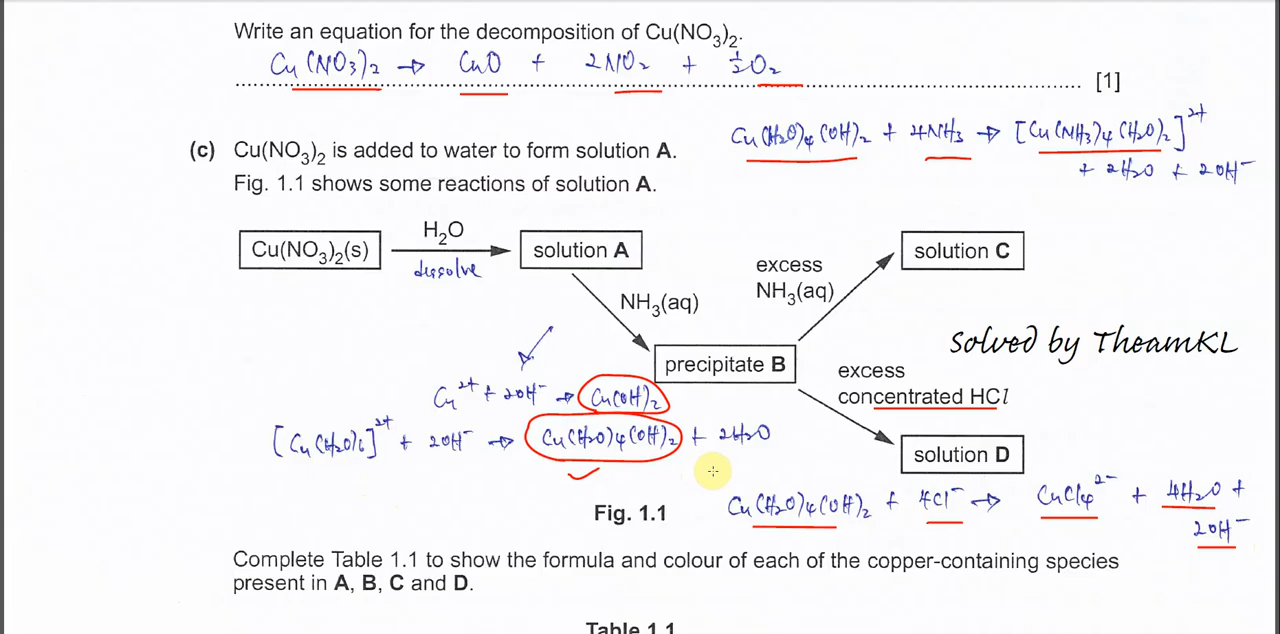 Write an equation for the decomposition of Cu(NO₃)₂.
Cu(NO3)2 → CuO + 2NO2 + ½O2
[1]
Cu(H2O)4(OH)2 + 4NH3 → [Cu(NH3)4(H2O)2]²⁺
+ 2H2O + 2OH⁻
(c) Cu(NO₃)₂ is added to water to form solution A.
Fig. 1.1 shows some reactions of solution A.
Cu(NO₃)₂(s)
H₂O
dissolve
solution A
NH₃(aq)
excess
NH₃(aq)
solution C
precipitate B
Solved by TheamKL
excess
concentrated HCl
solution D
Cu²⁺ + 2OH⁻ → Cu(OH)2
[Cu(H2O)6]²⁺ + 2OH⁻ → Cu(H2O)4(OH)2 + 2H2O
Cu(H2O)4(OH)2 + 4Cl⁻ → CuCl4²⁻ + 4H2O +
2OH⁻
Fig. 1.1
Complete Table 1.1 to show the formula and colour of each of the copper-containing species
present in A, B, C and D.
Table 1.1